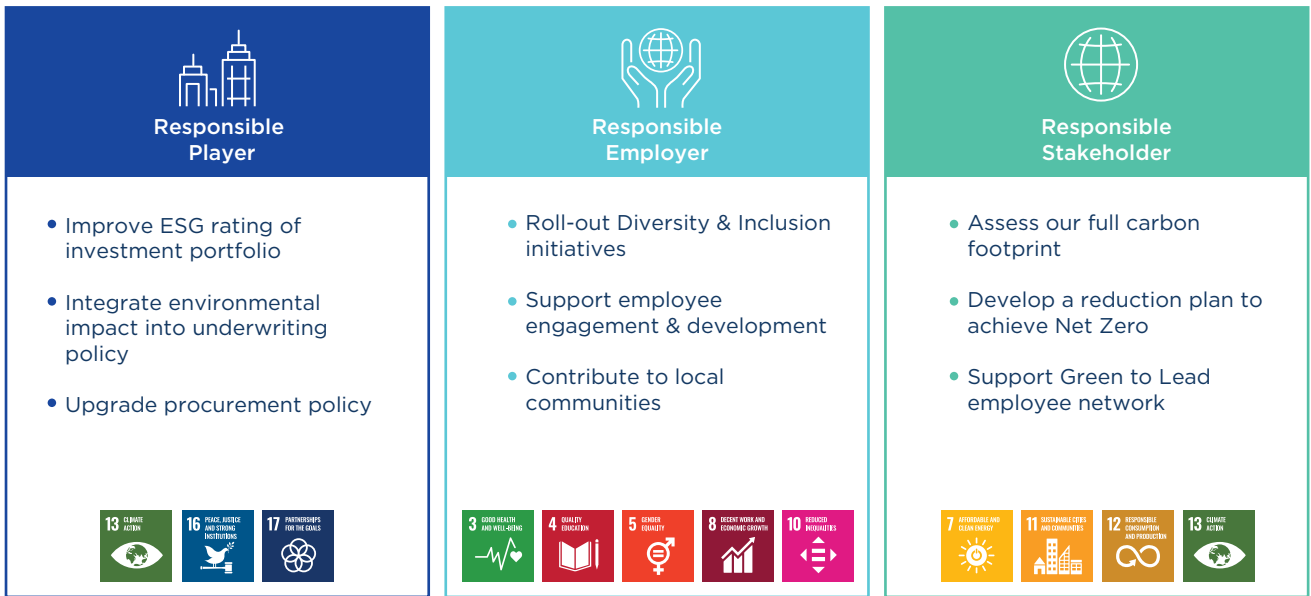 Responsible
Player
Improve ESG rating of
investment portfolio
Integrate environmental
impact into underwriting
policy
Upgrade procurement policy
13 CLIMATE
ACTION
16 PEACE, JUSTICE
AND STRONG
INSTITUTIONS
17 PARTNERSHIPS
FOR THE GOALS
Responsible
Employer
Roll-out Diversity & Inclusion
initiatives
Support employee
engagement & development
Contribute to local
communities
3 GOOD HEALTH
AND WELL-BEING
4 QUALITY
EDUCATION
5 GENDER
EQUALITY
8 DECENT WORK AND
ECONOMIC GROWTH
10 REDUCED
INEQUALITIES
Responsible
Stakeholder
Assess our full carbon
footprint
Develop a reduction plan to
achieve Net Zero
Support Green to Lead
employee network
7 AFFORDABLE AND
CLEAN ENERGY
11 SUSTAINABLE CITIES
AND COMMUNITIES
12 RESPONSIBLE
CONSUMPTION
AND PRODUCTION
13 CLIMATE
ACTION